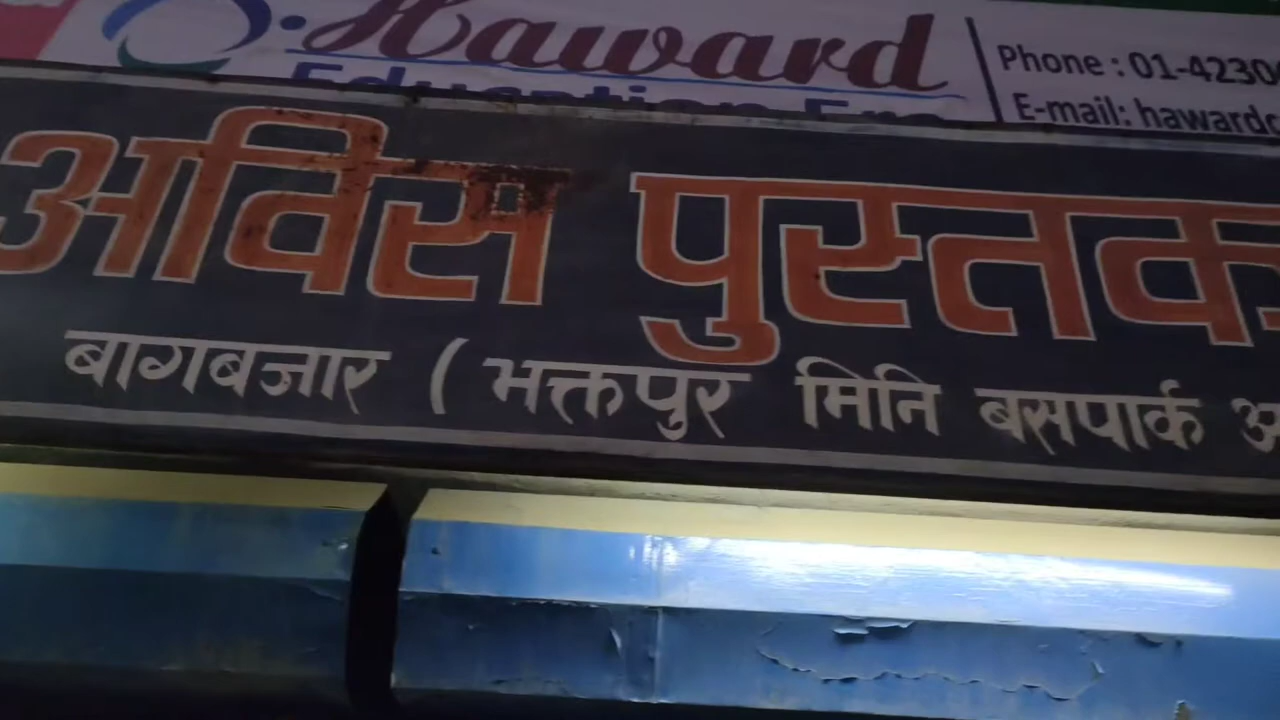 Haward
Phone : 01-4230
Education
E-mail: haward
अविस पुस्तक
बागबजार ( भक्तपुर मिनि बसपार्क